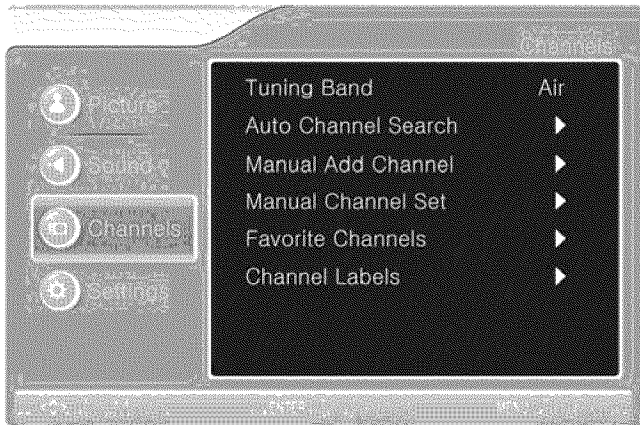 Channels
Picture
Sound
Channels
Settings
Tuning Band Air
Auto Channel Search
Manual Add Channel
Manual Channel Set
Favorite Channels
Channel Labels